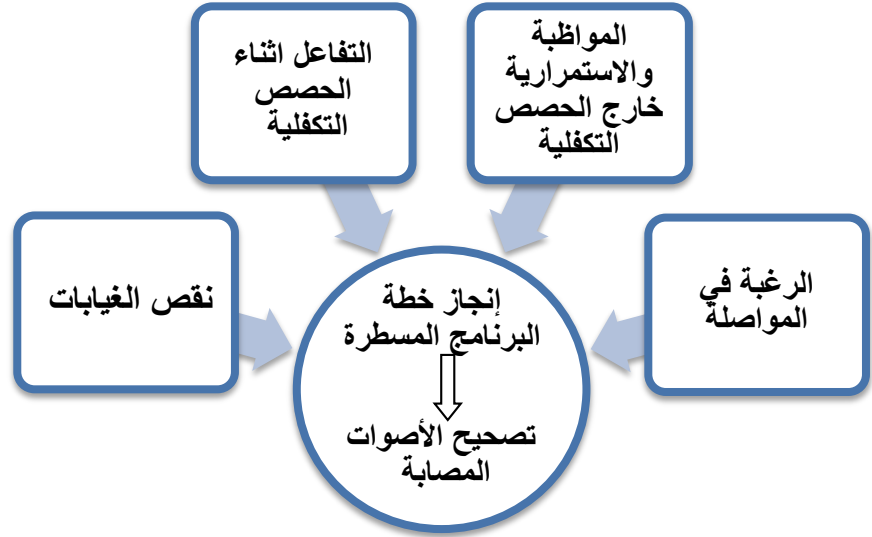 المواظبة
والاستمرارية
خارج الحصص
التكفلية
التفاعل اثناء
الحصص
التكفلية
الرغبة في
المواصلة
نقص الغيابات
إنجاز خطة
البرنامج المسطرة
تصحيح الأصوات
المصابة